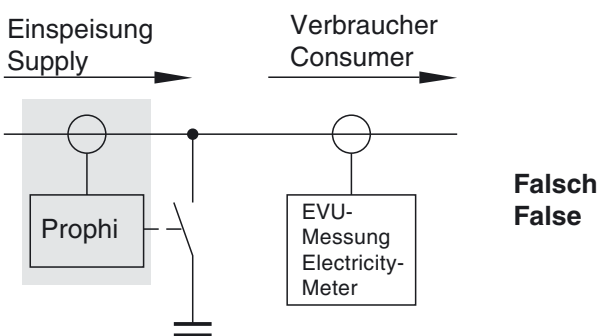 Einspeisung
Supply
Verbraucher
Consumer
Prophi
EVU-
Messung
Electricity-
Meter
Falsch
False